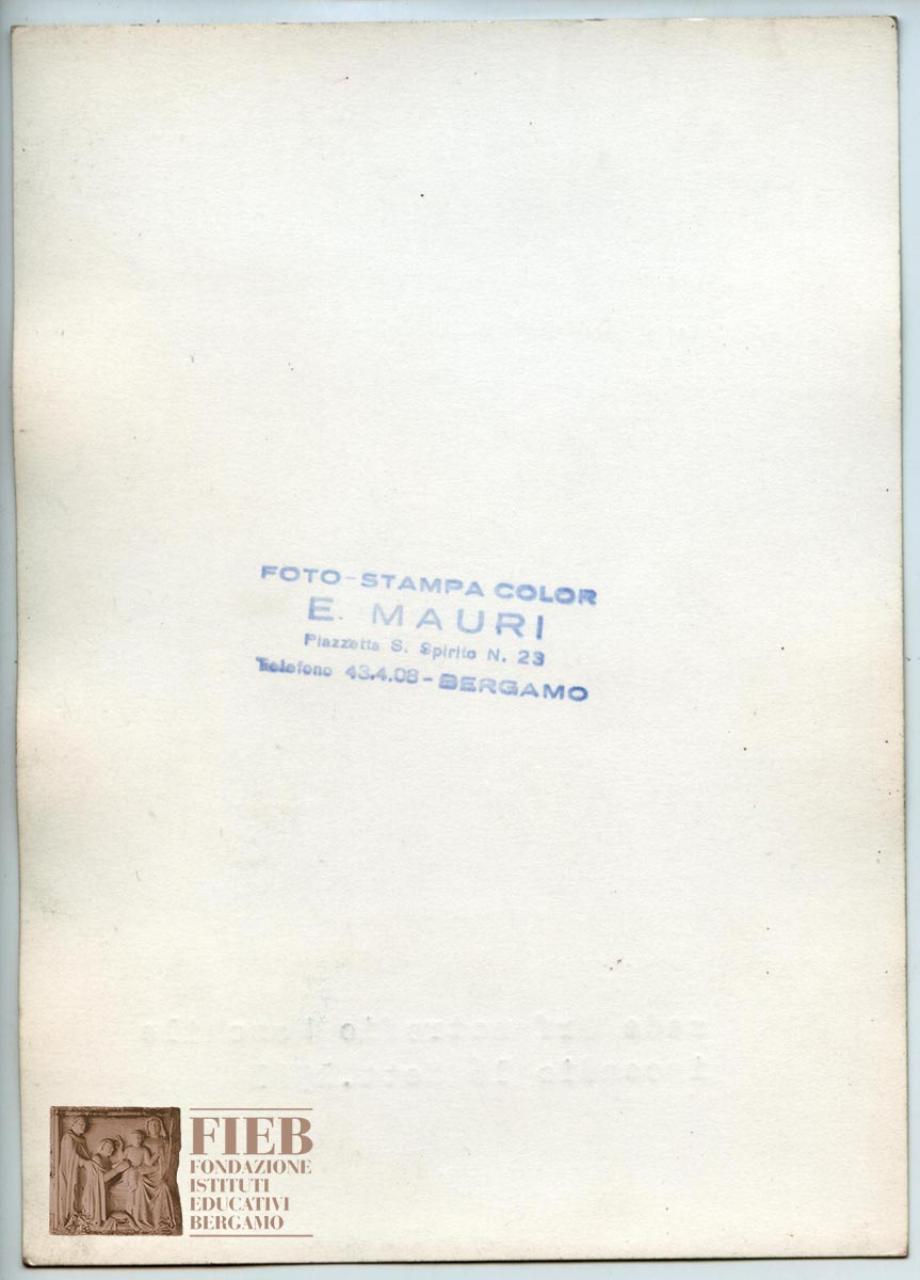 FOTO-STAMPA COLOR
E. MAURI
Piazzetta S. Spirito N. 23
Telefono 43.4.08 - BERGAMO
FIEB
FONDAZIONE
ISTITUTI
EDUCATIVI
BERGAMO